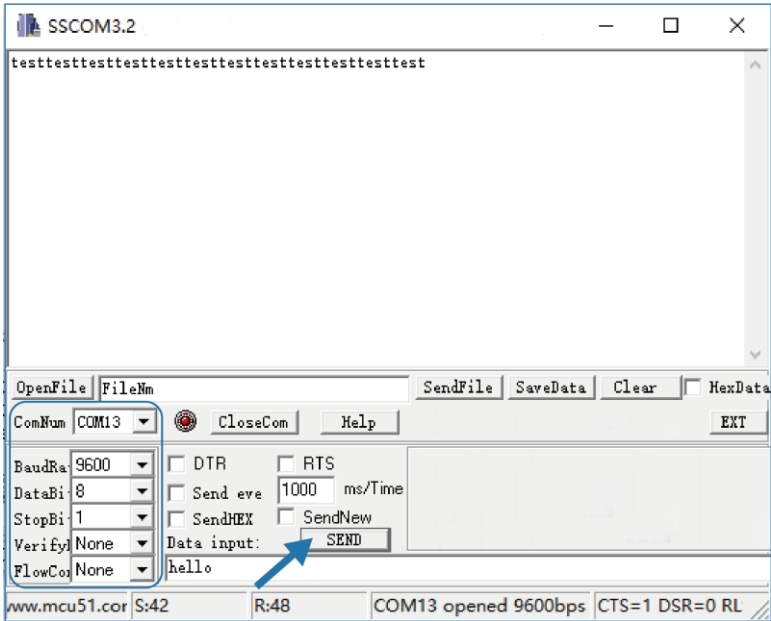 SSCOM3.2
testtesttesttesttesttesttesttesttesttesttesttest
OpenFile FileNm SendFile SaveData Clear HexData
ComNum COM13 CloseCom Help EXT
BaudRa 9600 DTR RTS
DataBi 8 Send eve 1000 ms/Time
StopBi 1 SendHEX SendNew
Verify None Data input: SEND
FlowCo None hello
www.mcu51.cor S:42 R:48 COM13 opened 9600bps CTS=1 DSR=0 RL